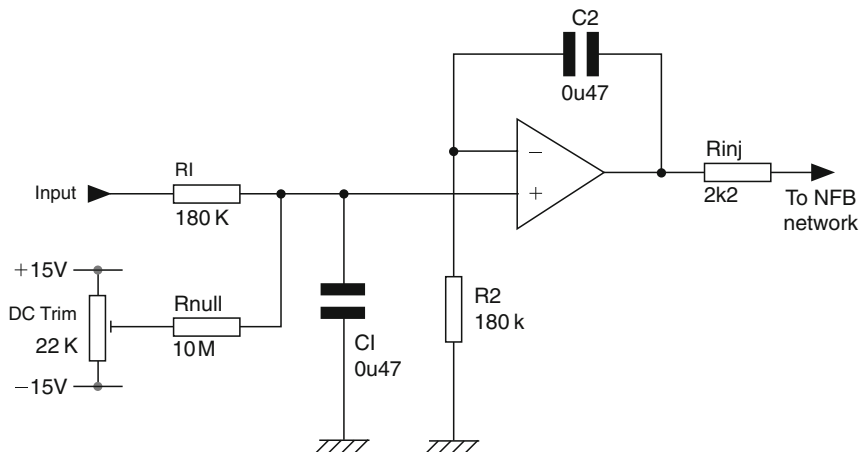 C2
0u47
RI
Input
180 K
−
+
Rinj
2k2
To NFB
network
+15V
DC Trim
22 K
−15V
Rnull
10M
CI
0u47
R2
180 k